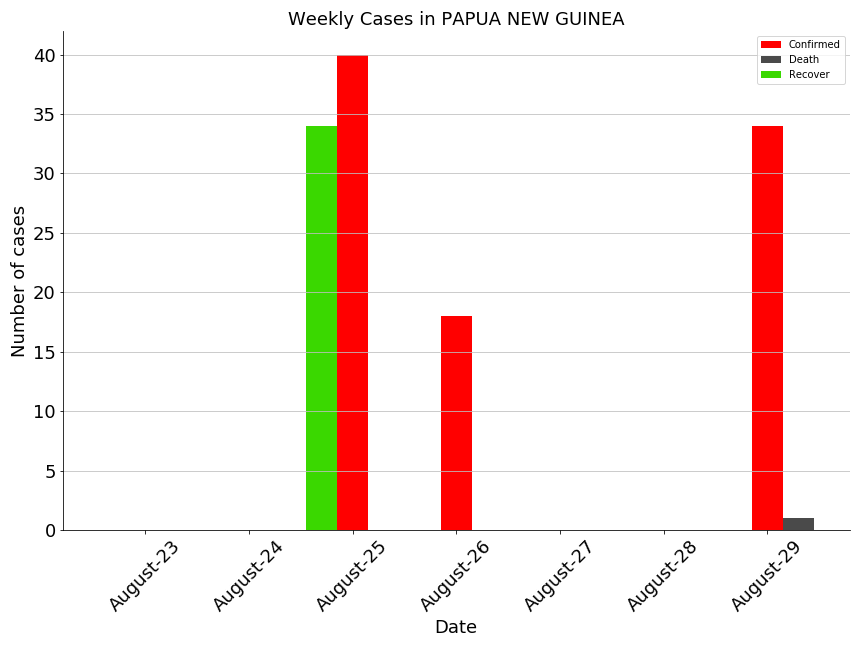 Weekly Cases in PAPUA NEW GUINEA
Confirmed
Death
Recover
Number of cases
40
35
30
25
20
15
10
5
0
August-23
August-24
August-25
August-26
August-27
August-28
August-29
Date